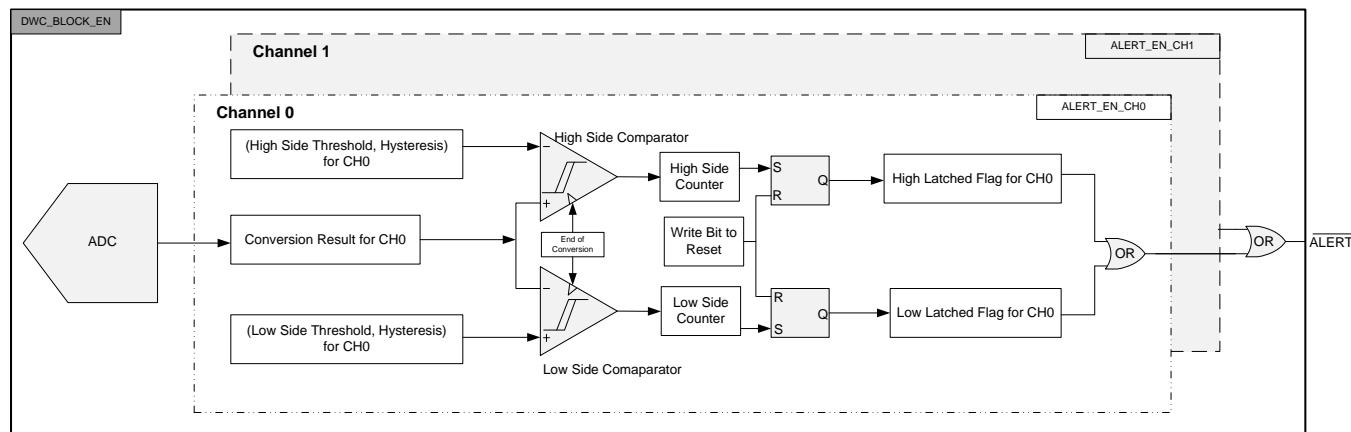 DWC_BLOCK_EN
Channel 1
ALERT_EN_CH1
Channel 0
ALERT_EN_CH0
(High Side Threshold, Hysteresis)
for CH0
High Side Comparator
−
+
High Side
Counter
S
R
Q
High Latched Flag for CH0
ADC
Conversion Result for CH0
End of
Conversion
Write Bit to
Reset
OR
OR
ALERT
(Low Side Threshold, Hysteresis)
for CH0
−
+
Low Side Comaparator
Low Side
Counter
R
S
Q
Low Latched Flag for CH0